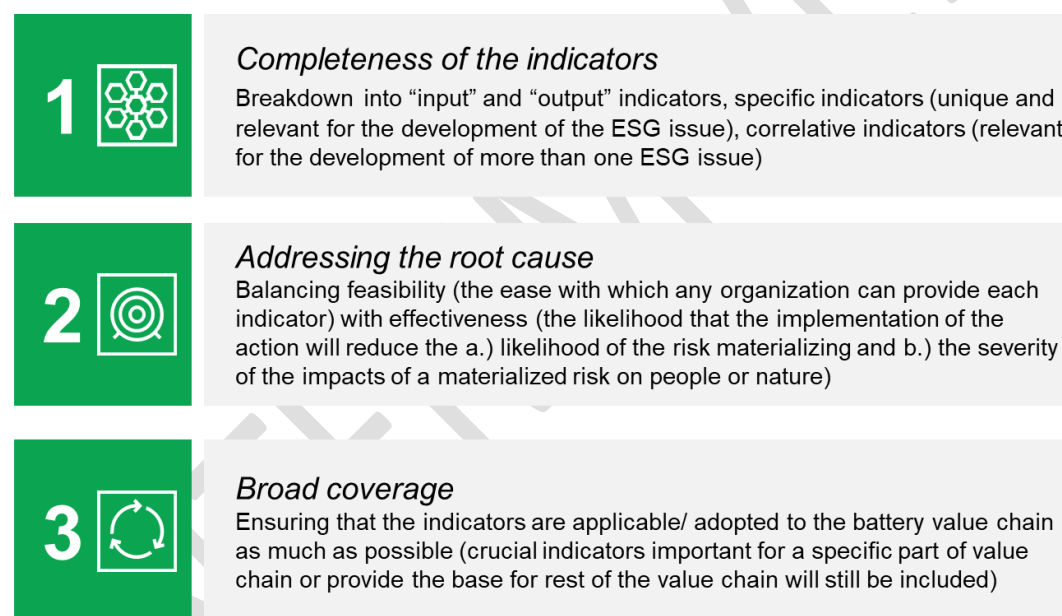 1
Completeness of the indicators
Breakdown into “input” and “output” indicators, specific indicators (unique and
relevant for the development of the ESG issue), correlative indicators (relevant
for the development of more than one ESG issue)
2
Addressing the root cause
Balancing feasibility (the ease with which any organization can provide each
indicator) with effectiveness (the likelihood that the implementation of the
action will reduce the a.) likelihood of the risk materializing and b.) the severity
of the impacts of a materialized risk on people or nature)
3
Broad coverage
Ensuring that the indicators are applicable/ adopted to the battery value chain
as much as possible (crucial indicators important for a specific part of value
chain or provide the base for rest of the value chain will still be included)